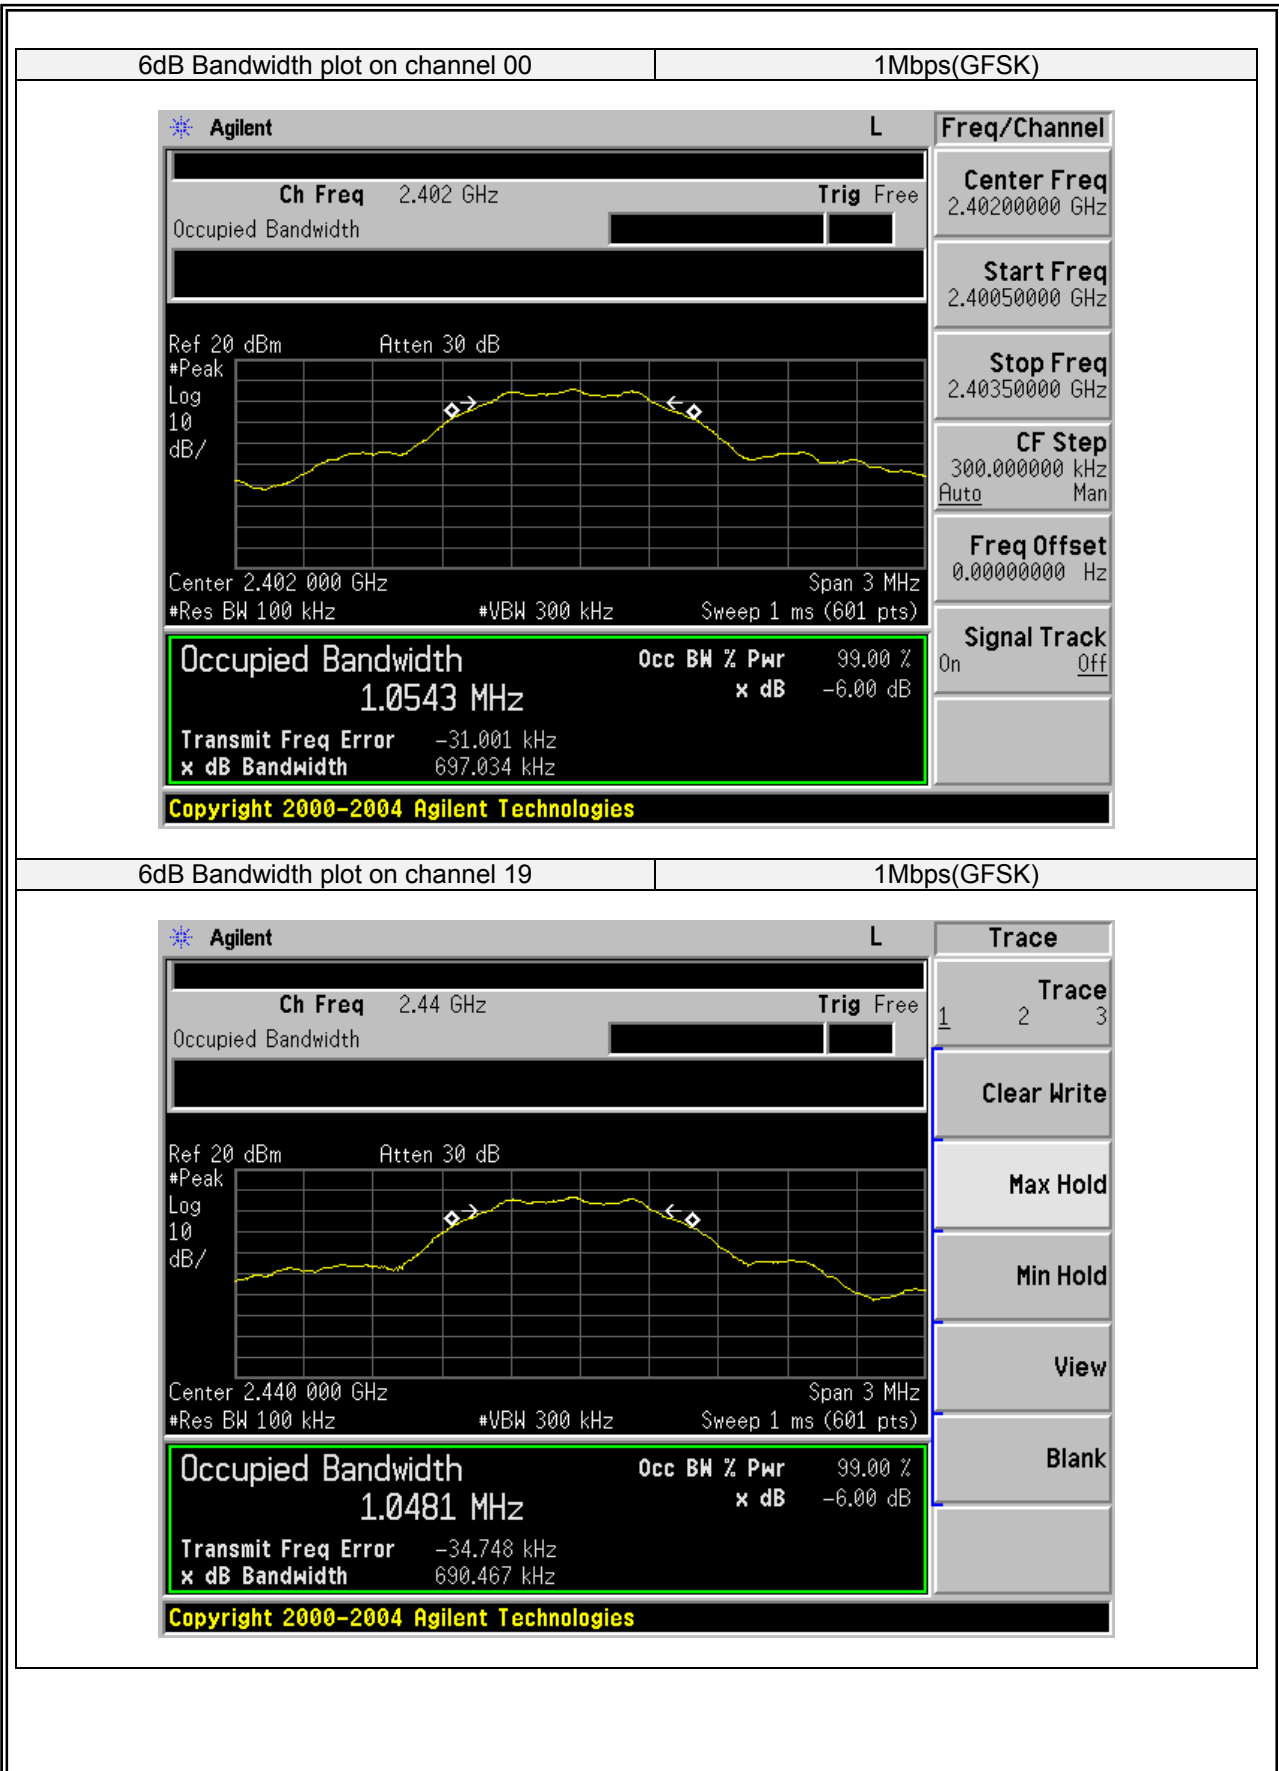 6dB Bandwidth plot on channel 00 1Mbps(GFSK)
Agilent L Freq/Channel
Ch Freq 2.402 GHz Trig Free
Occupied Bandwidth
Center Freq
2.40200000 GHz
Start Freq
2.40050000 GHz
Stop Freq
2.40350000 GHz
CF Step
300.000000 kHz
Auto Man
Freq Offset
0.00000000 Hz
Signal Track
On Off
Ref 20 dBm Atten 30 dB
#Peak
Log
10
dB/
Center 2.402 000 GHz Span 3 MHz
#Res BW 100 kHz #VBW 300 kHz Sweep 1 ms (601 pts)
Occupied Bandwidth Occ BW % Pwr 99.00 %
1.0543 MHz x dB -6.00 dB
Transmit Freq Error -31.001 kHz
x dB Bandwidth 697.034 kHz
Copyright 2000-2004 Agilent Technologies
6dB Bandwidth plot on channel 19 1Mbps(GFSK)
Agilent L Trace
Ch Freq 2.44 GHz Trig Free
Occupied Bandwidth
Trace
1 2 3
Clear Write
Max Hold
Min Hold
View
Blank
Ref 20 dBm Atten 30 dB
#Peak
Log
10
dB/
Center 2.440 000 GHz Span 3 MHz
#Res BW 100 kHz #VBW 300 kHz Sweep 1 ms (601 pts)
Occupied Bandwidth Occ BW % Pwr 99.00 %
1.0481 MHz x dB -6.00 dB
Transmit Freq Error -34.748 kHz
x dB Bandwidth 690.467 kHz
Copyright 2000-2004 Agilent Technologies